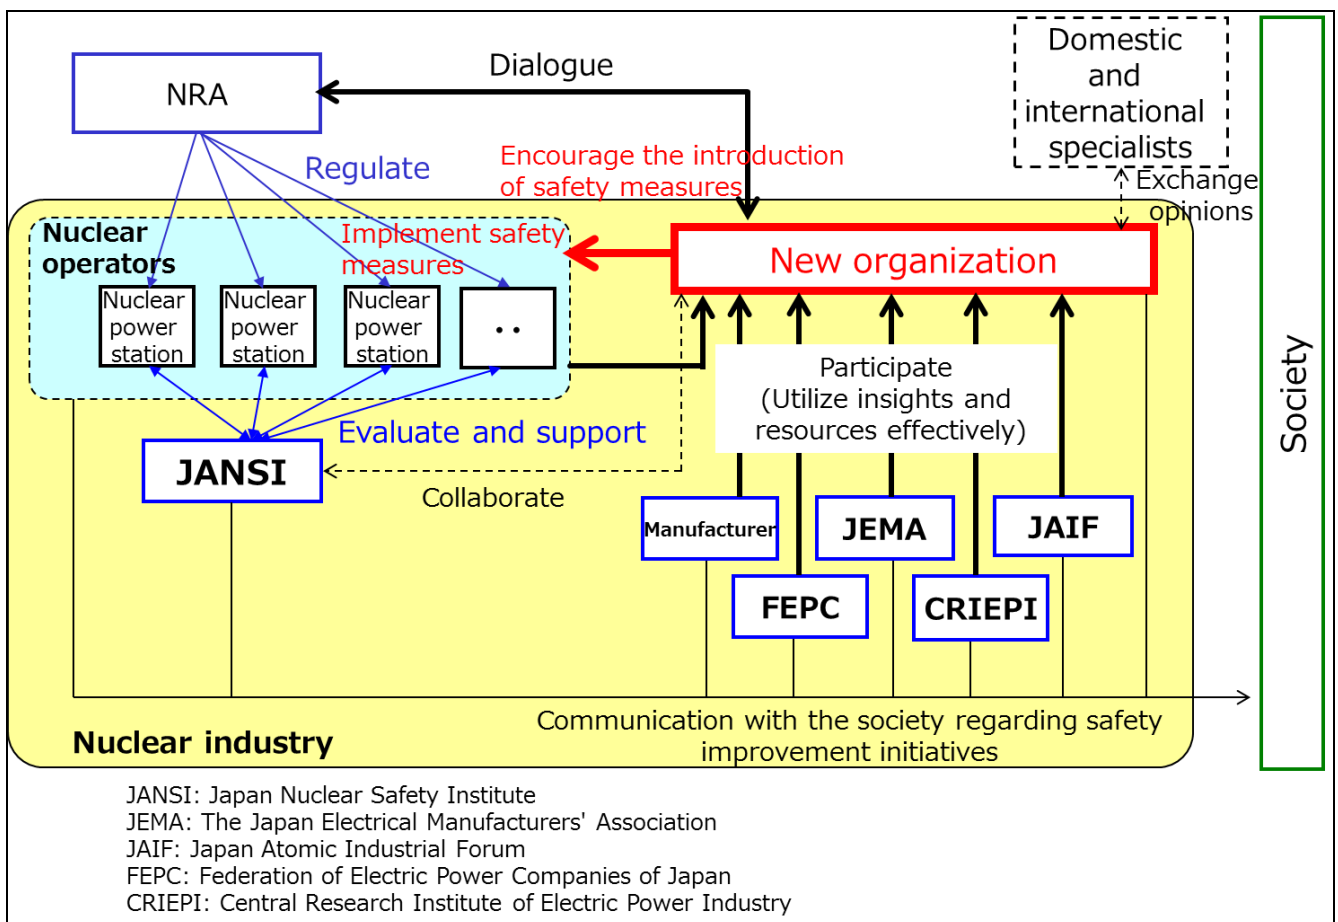 Dialogue
Domestic
and
international
specialists
NRA
Regulate
Encourage the introduction
of safety measures
Exchange
opinions
Nuclear
operators
Implement safety
measures
New organization
Nuclear
power
station
Nuclear
power
station
Nuclear
power
station
··
Participate
(Utilize insights and
resources effectively)
Society
Evaluate and support
JANSI
Collaborate
Manufacturer
JEMA
JAIF
FEPC
CRIEPI
Communication with the society regarding safety
improvement initiatives
Nuclear industry
JANSI: Japan Nuclear Safety Institute
JEMA: The Japan Electrical Manufacturers' Association
JAIF: Japan Atomic Industrial Forum
FEPC: Federation of Electric Power Companies of Japan
CRIEPI: Central Research Institute of Electric Power Industry